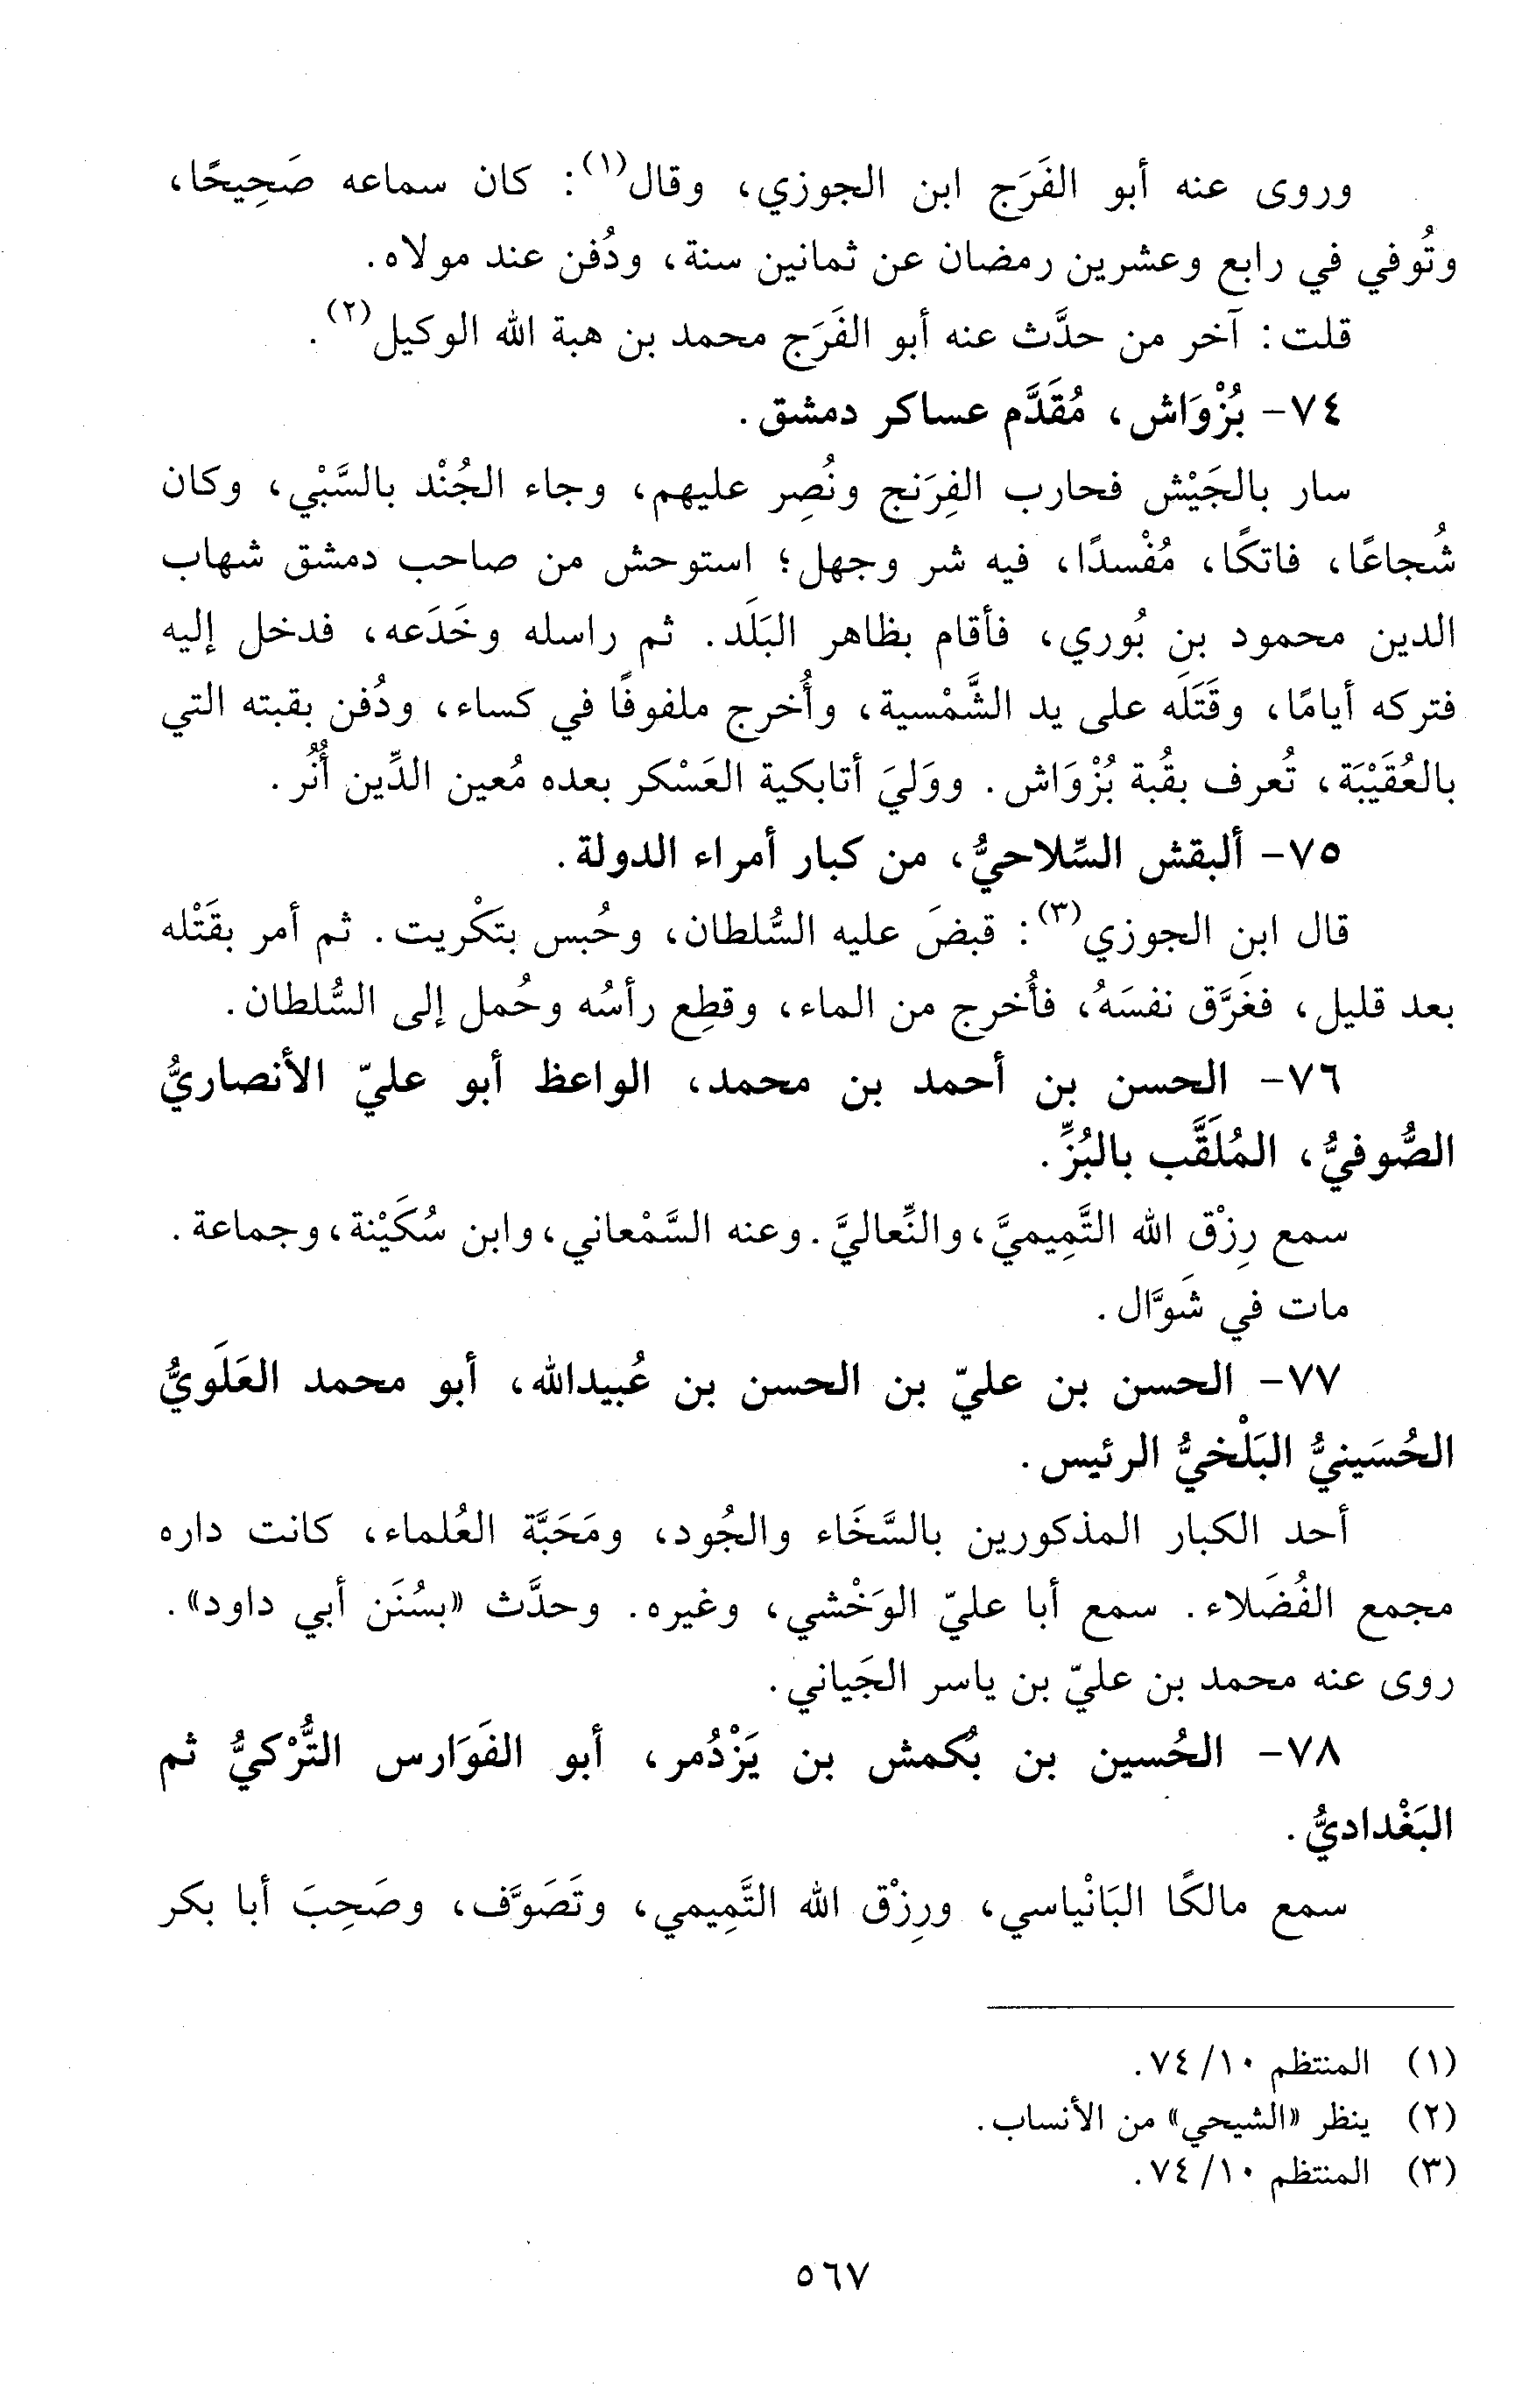 وروى عنه أبو الفَرَج ابن الجوزي، وقال(١): كان سماعه صَحِيحًا،
وتُوفي في رابع وعشرين رمضان عن ثمانين سنة، ودُفن عند مولاه.
قلت: آخر من حدَّث عنه أبو الفَرَج محمد بن هبة الله الوكيل(٢).
٧٤- بُزْوَاش، مُقَدَّم عساكر دمشق.
سار بالجَيْش فحارب الفِرَنج ونُصِر عليهم، وجاء الجُنْد بالسَّبْي، وكان
شُجاعًا، فاتكًا، مُفْسدًا، فيه شر وجهل؛ استوحش من صاحب دمشق شهاب
الدين محمود بن بُوري، فأقام بظاهر البَلَد. ثم راسله وخَدَعه، فدخل إليه
فتركه أيامًا، وقَتَلَه على يد الشَّمْسية، وأُخرج ملفوفًا في كساء، ودُفن بقبته التي
بالعُقَيْبَة، تُعرف بقُبة بُزْوَاش. ووَليَ أتابكية العَسْكر بعده مُعين الدِّين أُنُر.
٧٥- ألبقش السِّلاحيُّ، من كبار أمراء الدولة.
قال ابن الجوزي(٣): قبضَ عليه السُّلطان، وحُبس بتَكْريت. ثم أمر بقَتْله
بعد قليل، فغَرَّق نفسَهُ، فأُخرج من الماء، وقطِع رأسُه وحُمل إلى السُّلطان.
٧٦- الحسن بن أحمد بن محمد، الواعظ أبو عليّ الأنصاريُّ
الصُّوفيُّ، المُلَقَّب بالبُزِّ.
سمع رِزْق الله التَّمِيميَّ، والنِّعاليَّ. وعنه السَّمْعاني، وابن سُكَيْنة، وجماعة.
مات في شَوَّال.
٧٧- الحسن بن عليّ بن الحسن بن عُبيدالله، أبو محمد العَلَويُّ
الحُسَينيُّ البَلْخيُّ الرئيس.
أحد الكبار المذكورين بالسَّخَاء والجُود، ومَحَبَّة العُلماء، كانت داره
مجمع الفُضَلاء. سمع أبا عليّ الوَخْشي، وغيره. وحدَّث «بسُنَن أبي داود».
روى عنه محمد بن عليّ بن ياسر الجَياني.
٧٨- الحُسين بن بُكمش بن يَزْدُمر، أبو الفَوَارس التُّرْكيُّ ثم
البَغْداديُّ.
سمع مالكًا البَانْياسي، ورِزْق الله التَّمِيمي، وتَصَوَّف، وصَحِبَ أبا بكر
(١) المنتظم ١٠/ ٧٤.
(٢) ينظر «الشيحي» من الأنساب.
(٣) المنتظم ١٠/ ٧٤.
٥٦٧